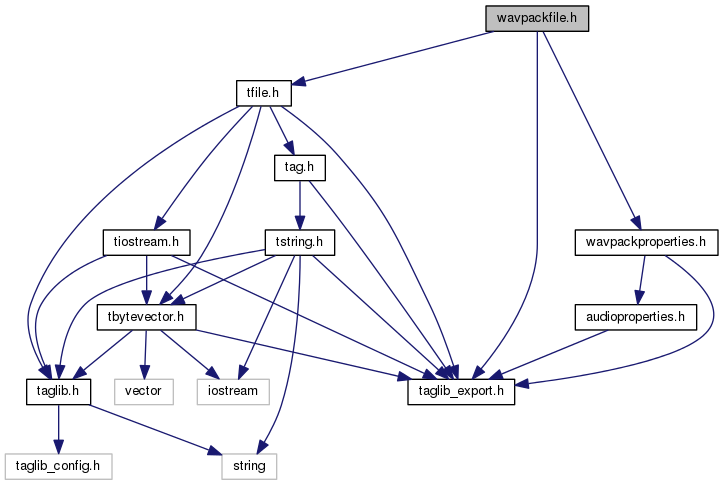 wavpackfile.h
tfile.h
tag.h
tiostream.h
tstring.h
wavpackproperties.h
tbytevector.h
audioproperties.h
taglib.h
vector
iostream
taglib_export.h
taglib_config.h
string